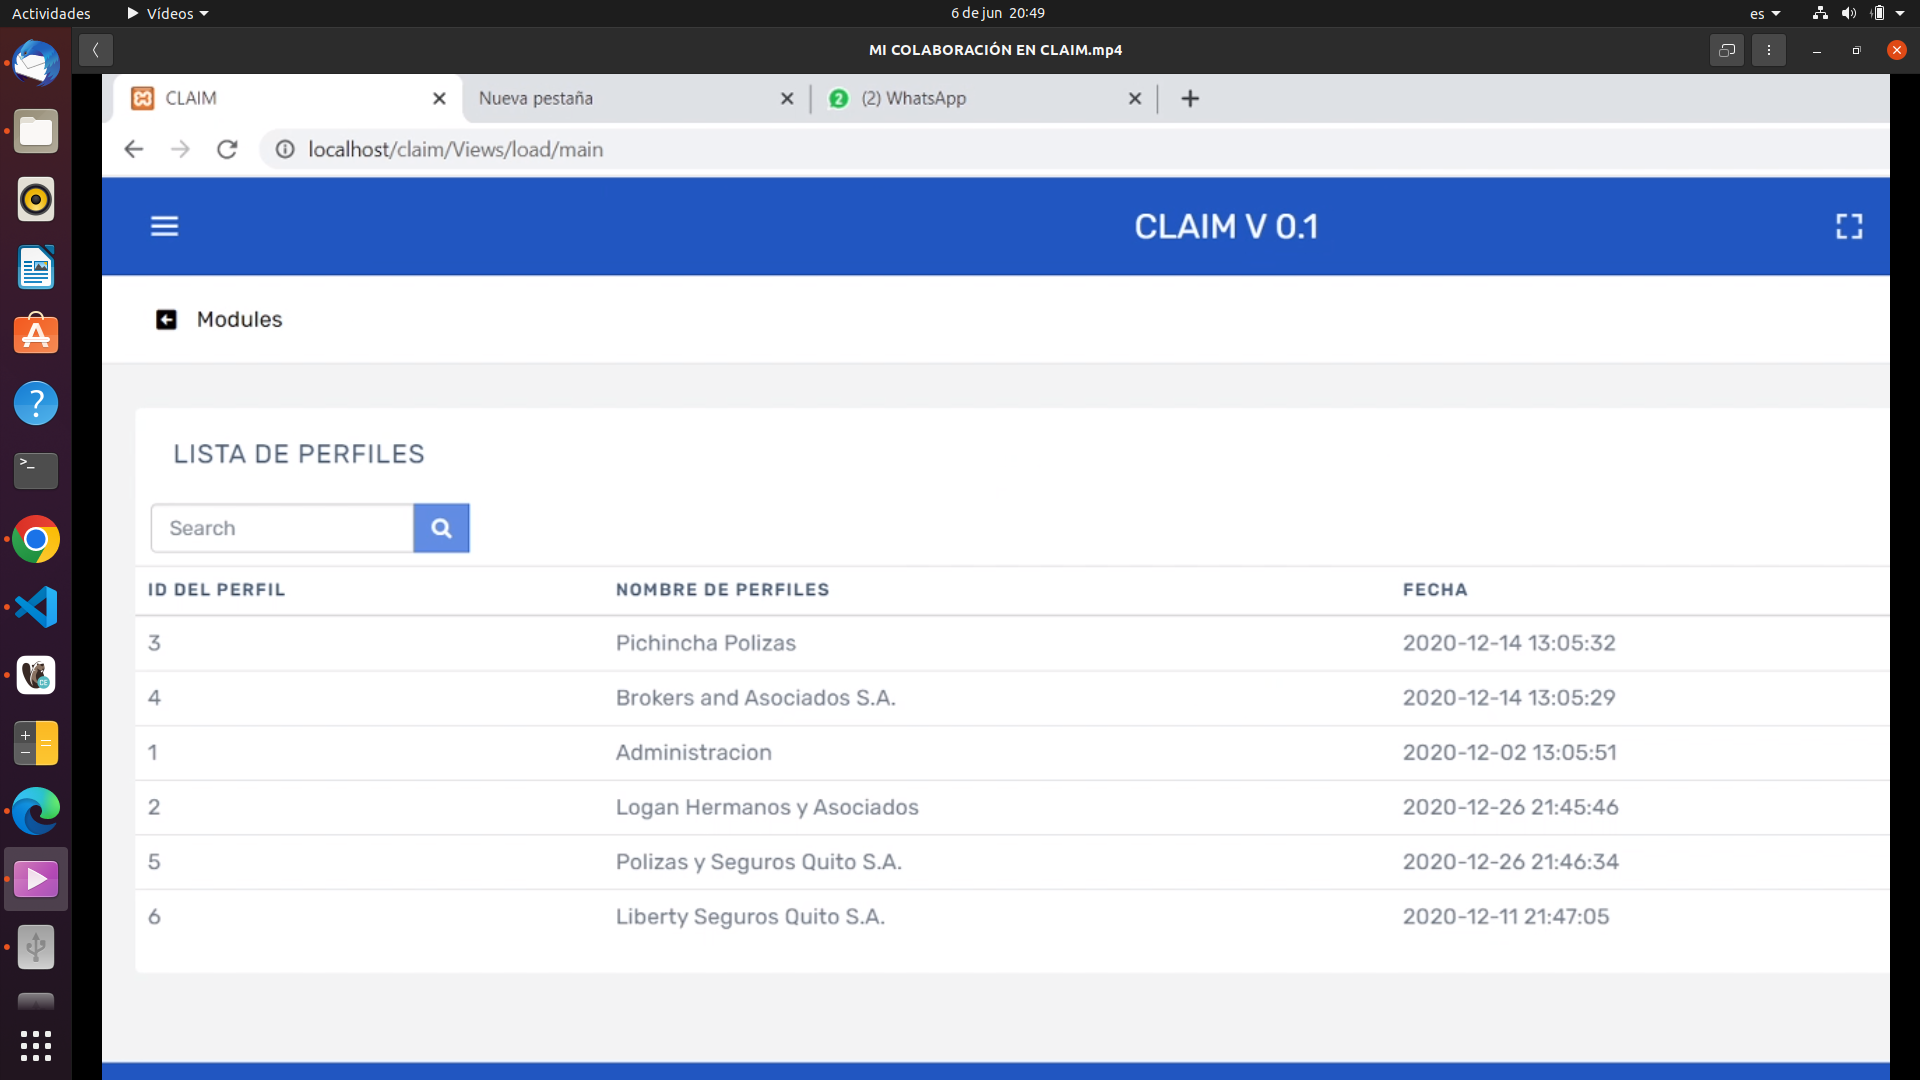 Actividades
Vídeos
6 de jun 20:49
es
MI COLABORACIÓN EN CLAIM.mp4
CLAIM
Nueva pestaña
2
(2) WhatsApp
localhost/claim/Views/load/main
CLAIM V 0.1
Modules
LISTA DE PERFILES
Search
ID DEL PERFIL NOMBRE DE PERFILES FECHA
3 Pichincha Polizas 2020-12-14 13:05:32
4 Brokers and Asociados S.A. 2020-12-14 13:05:29
1 Administracion 2020-12-02 13:05:51
2 Logan Hermanos y Asociados 2020-12-26 21:45:46
5 Polizas y Seguros Quito S.A. 2020-12-26 21:46:34
6 Liberty Seguros Quito S.A. 2020-12-11 21:47:05